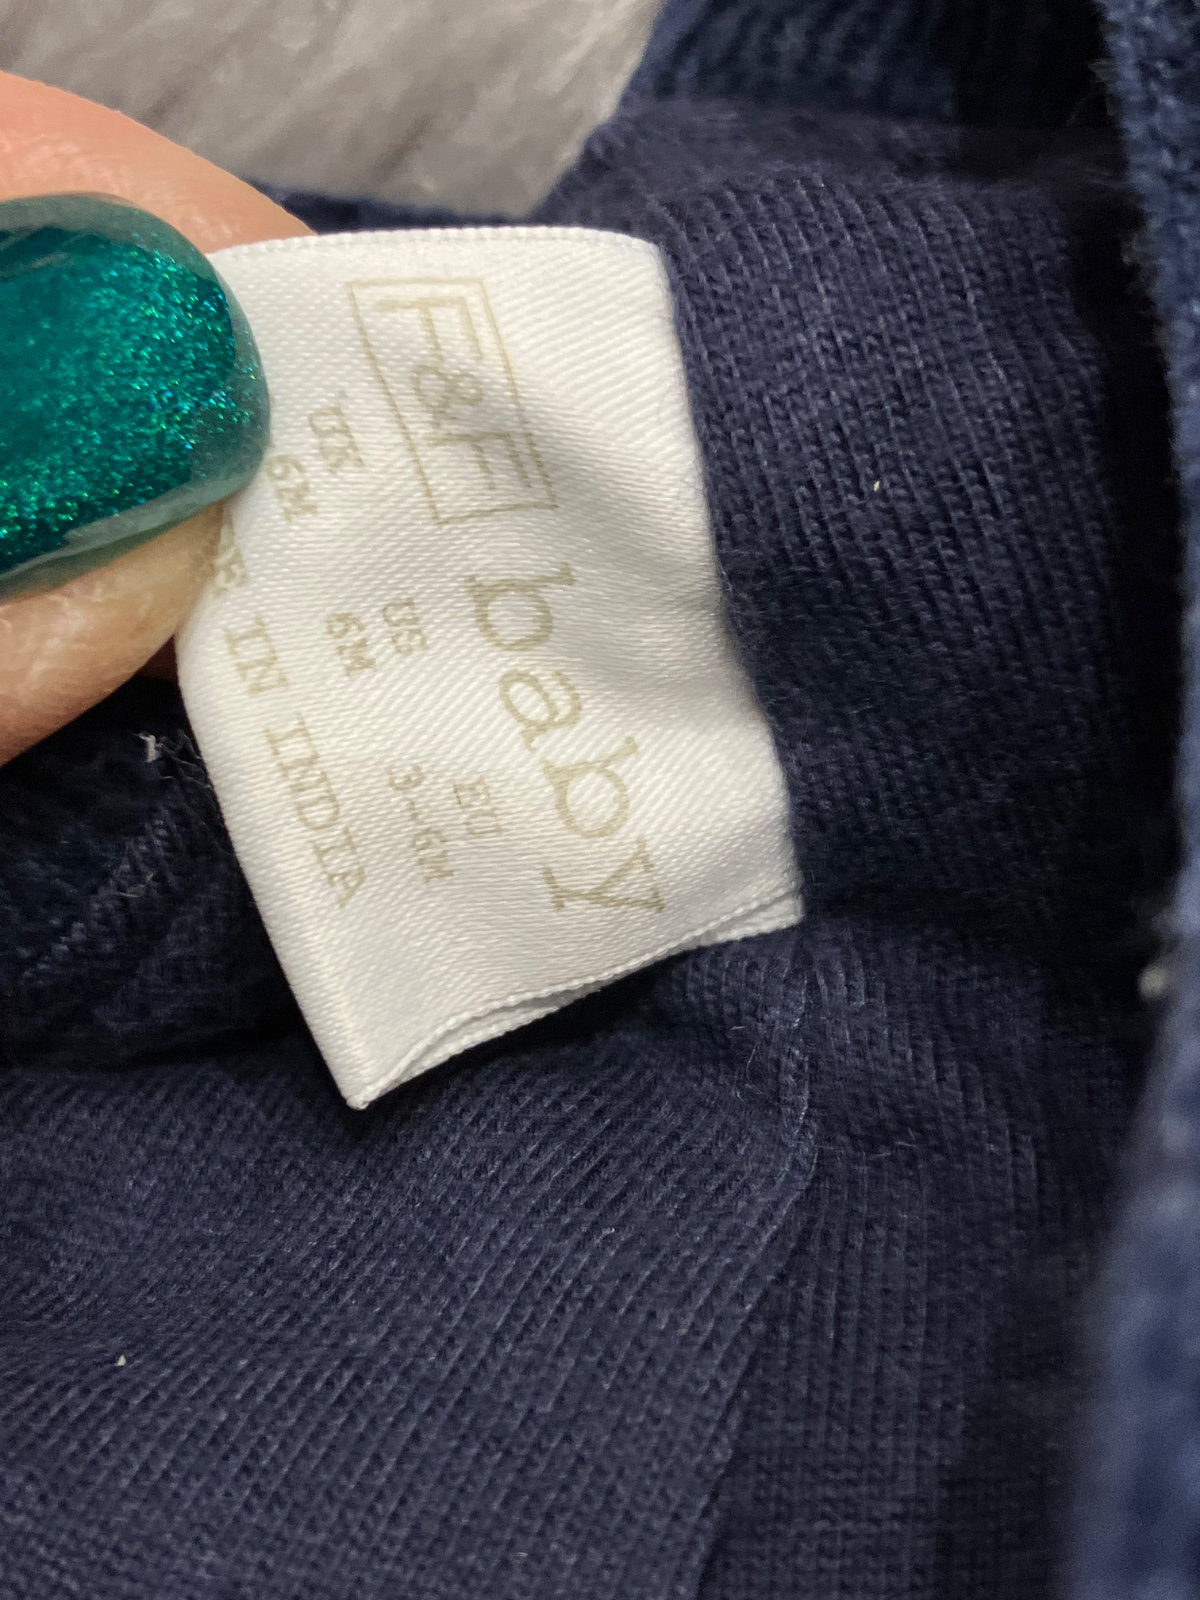 F&F baby
UK US EU
6M 6M 3-6M
IN INDIA